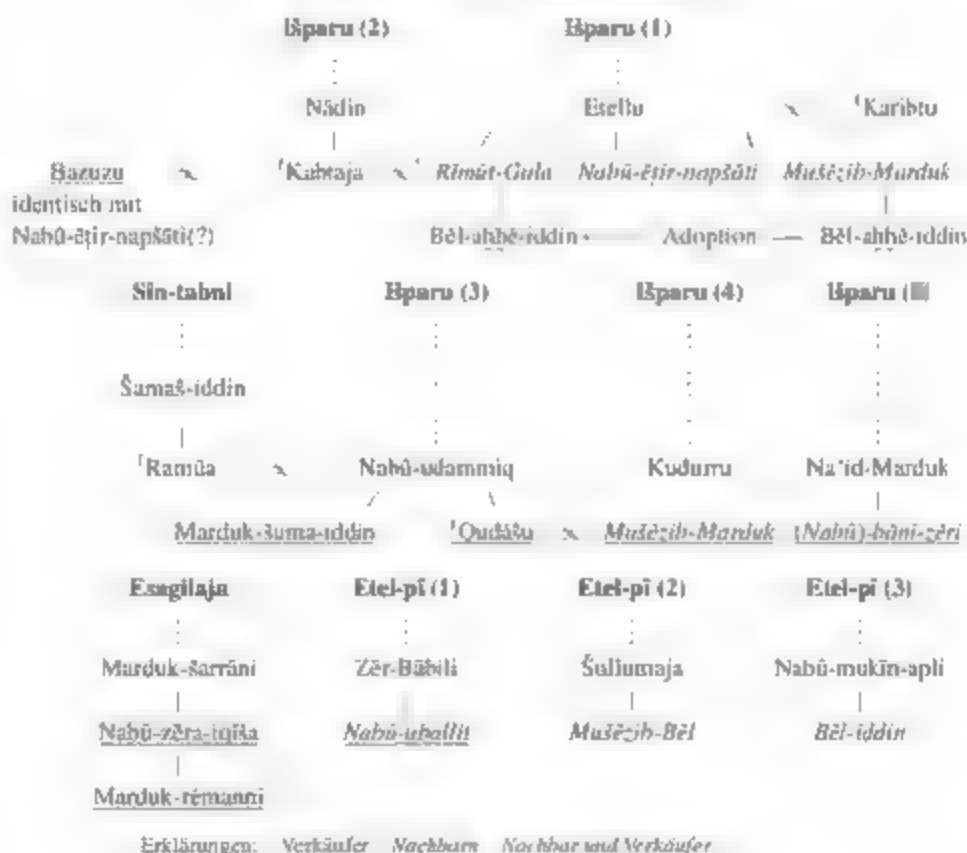 Išparu (2) Išparu (1)
Nādin Etellu × ᶠKaribtu
Bazuzu × ᶠKabtaja × Rīmūt-Gula Nabû-ēṭir-napšāti Mušēzib-Marduk
identisch mit
Nabû-ēṭir-napšāti(?) Bēl-aḫḫē-iddin Adoption — Bēl-aḫḫē-iddin
Sîn-tabni Išparu (3) Išparu (4) Išparu
Šamaš-iddin
ᶠRamûa × Nabû-udammiq Kudurru Na'id-Marduk
Marduk-šuma-iddin ᶠQudāšu × Mušēzib-Marduk (Nabû)-bāni-zēri
Esagilaja Etel-pî (1) Etel-pî (2) Etel-pî (3)
Marduk-šarrāni Zēr-Bābili Šullumaja Nabû-mukīn-apli
Nabû-zēra-iqīša Nabû-uballiṭ Mušēzib-Bēl Bēl-iddin
Marduk-rēmanni
Erklärungen: Verkäufer Nachbarn Nachbar und Verkäufer